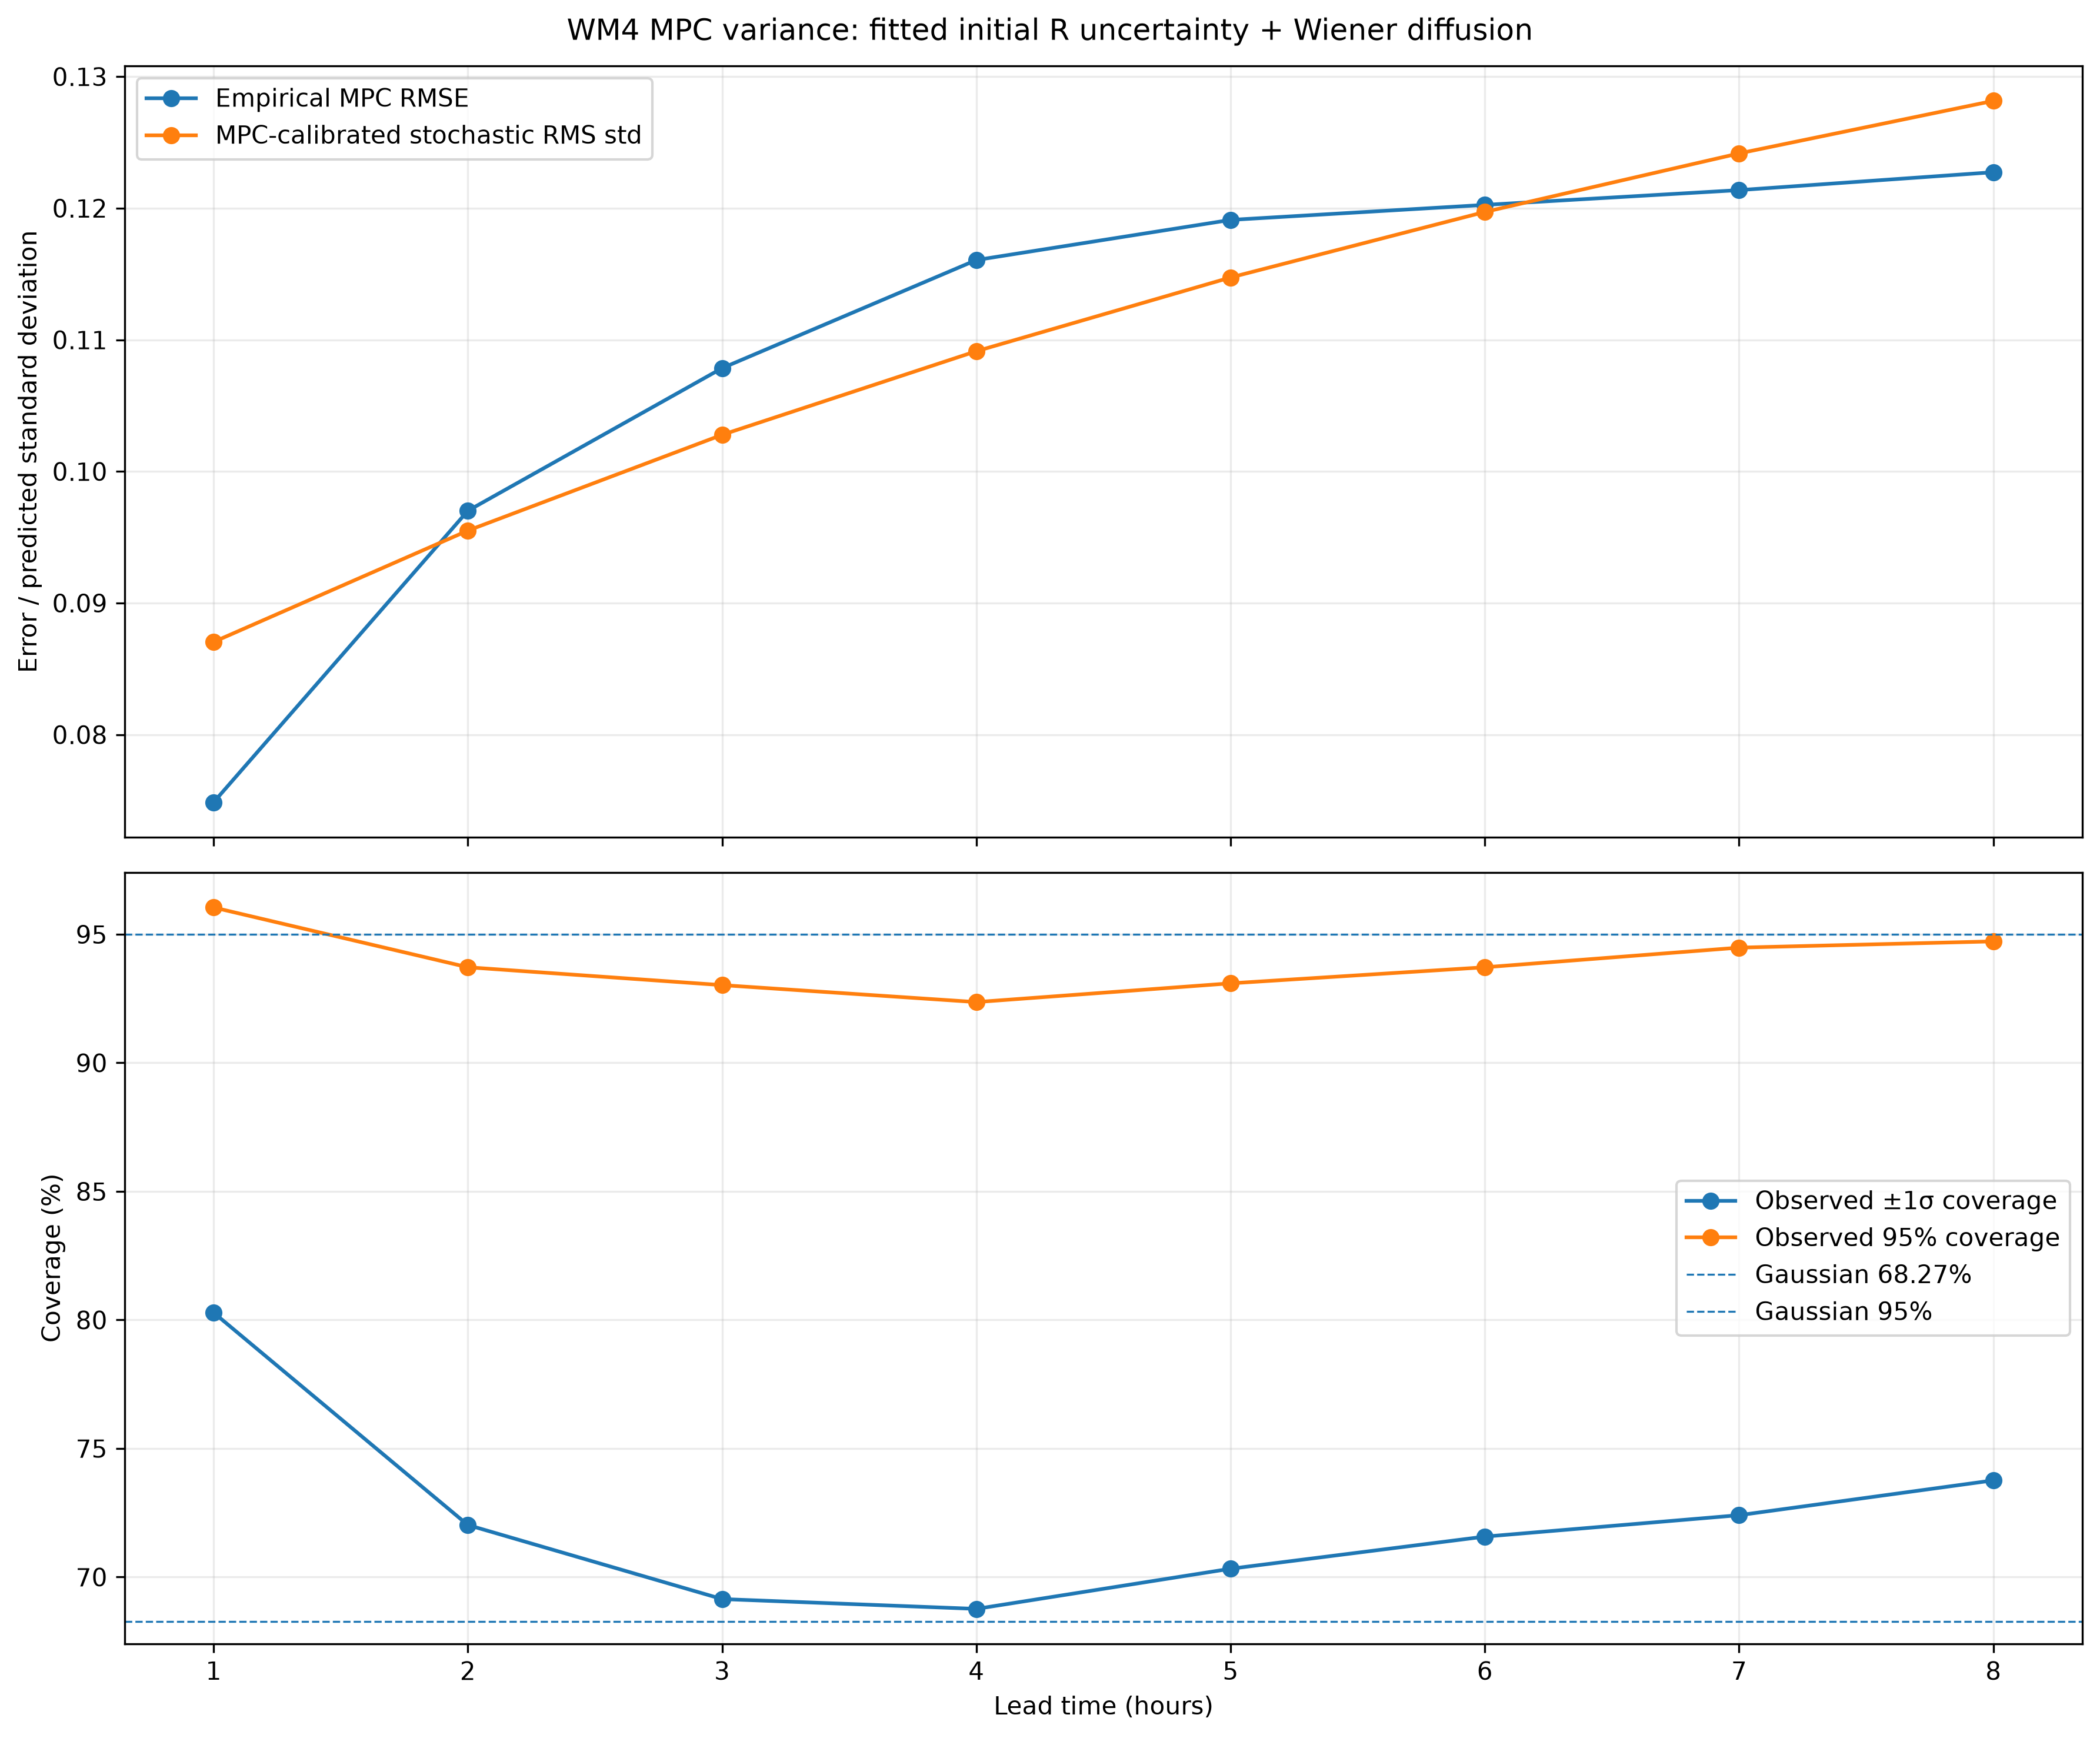 WM4 MPC variance: fitted initial R uncertainty + Wiener diffusion
Empirical MPC RMSE
MPC-calibrated stochastic RMS std
Error / predicted standard deviation
0.13
0.12
0.11
0.10
0.09
0.08
Observed ±1σ coverage
Observed 95% coverage
Gaussian 68.27%
Gaussian 95%
Coverage (%)
95
90
85
80
75
70
1 2 3 4 5 6 7 8
Lead time (hours)